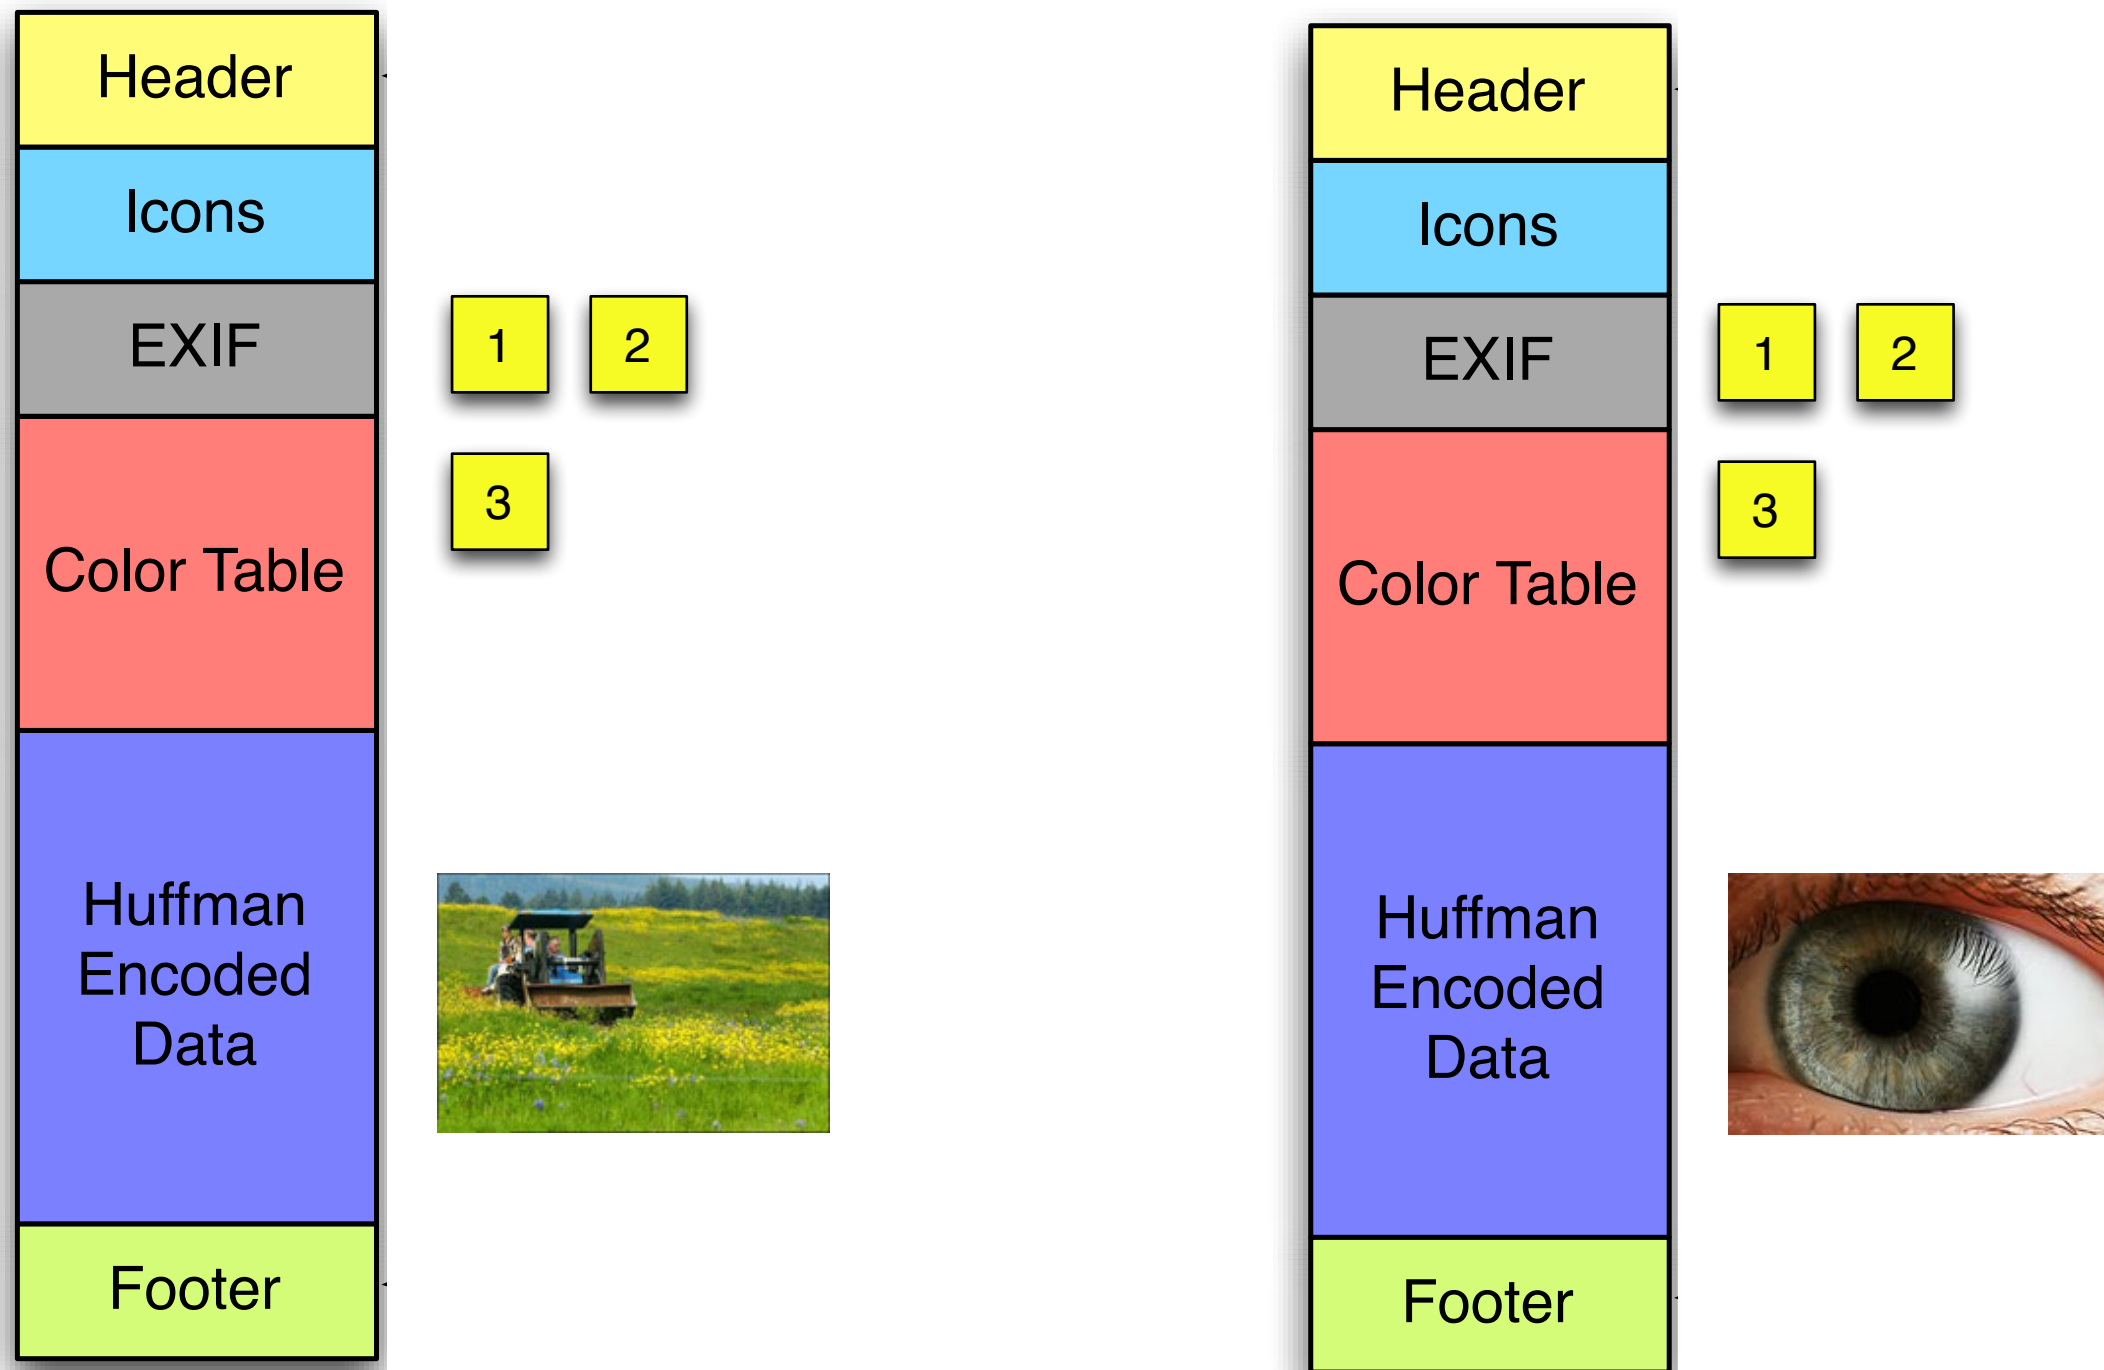 Header
Icons
EXIF
Color Table
Huffman
Encoded
Data
Footer
1 2
3
Header
Icons
EXIF
Color Table
Huffman
Encoded
Data
Footer
1 2
3